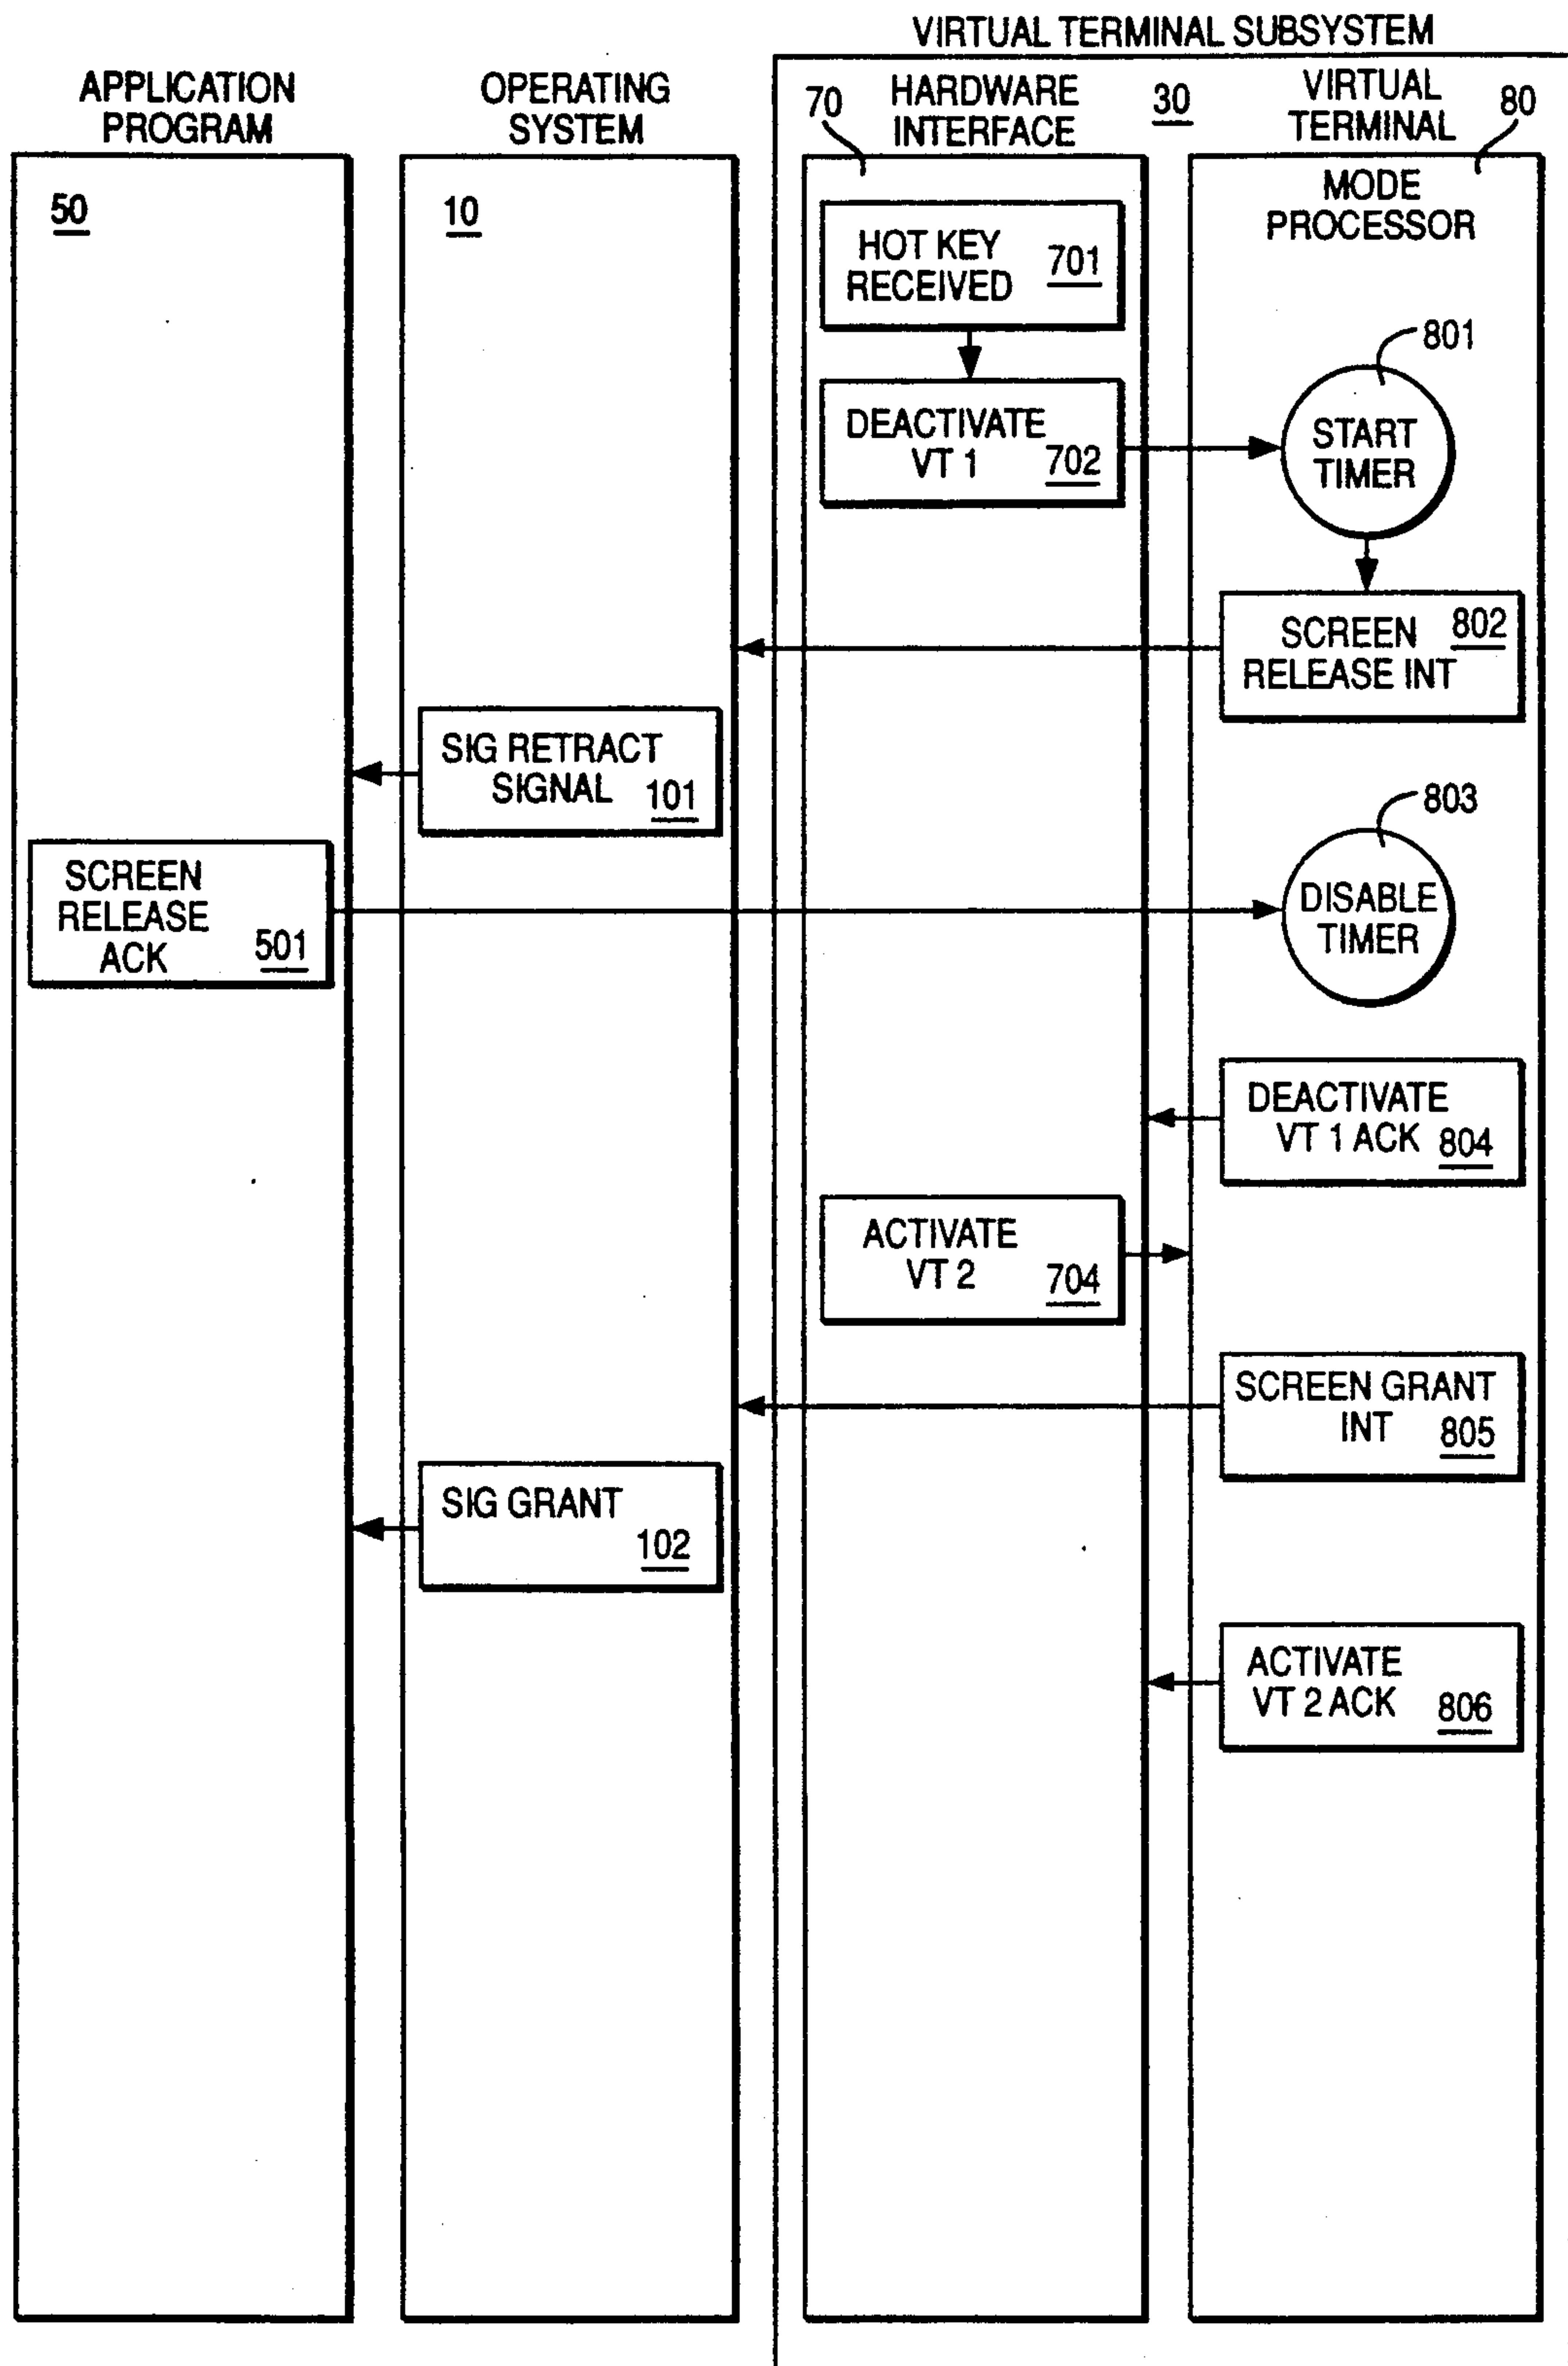 VIRTUAL TERMINAL SUBSYSTEM
APPLICATION
PROGRAM
OPERATING
SYSTEM
70
HARDWARE
INTERFACE
30
VIRTUAL
TERMINAL
80
50
10
MODE
PROCESSOR
HOT KEY
RECEIVED
701
801
DEACTIVATE
VT 1
702
START
TIMER
SCREEN
RELEASE INT
802
SIG RETRACT
SIGNAL
101
803
SCREEN
RELEASE
ACK
501
DISABLE
TIMER
DEACTIVATE
VT 1 ACK
804
ACTIVATE
VT 2
704
SCREEN GRANT
INT
805
SIG GRANT
102
ACTIVATE
VT 2 ACK
806